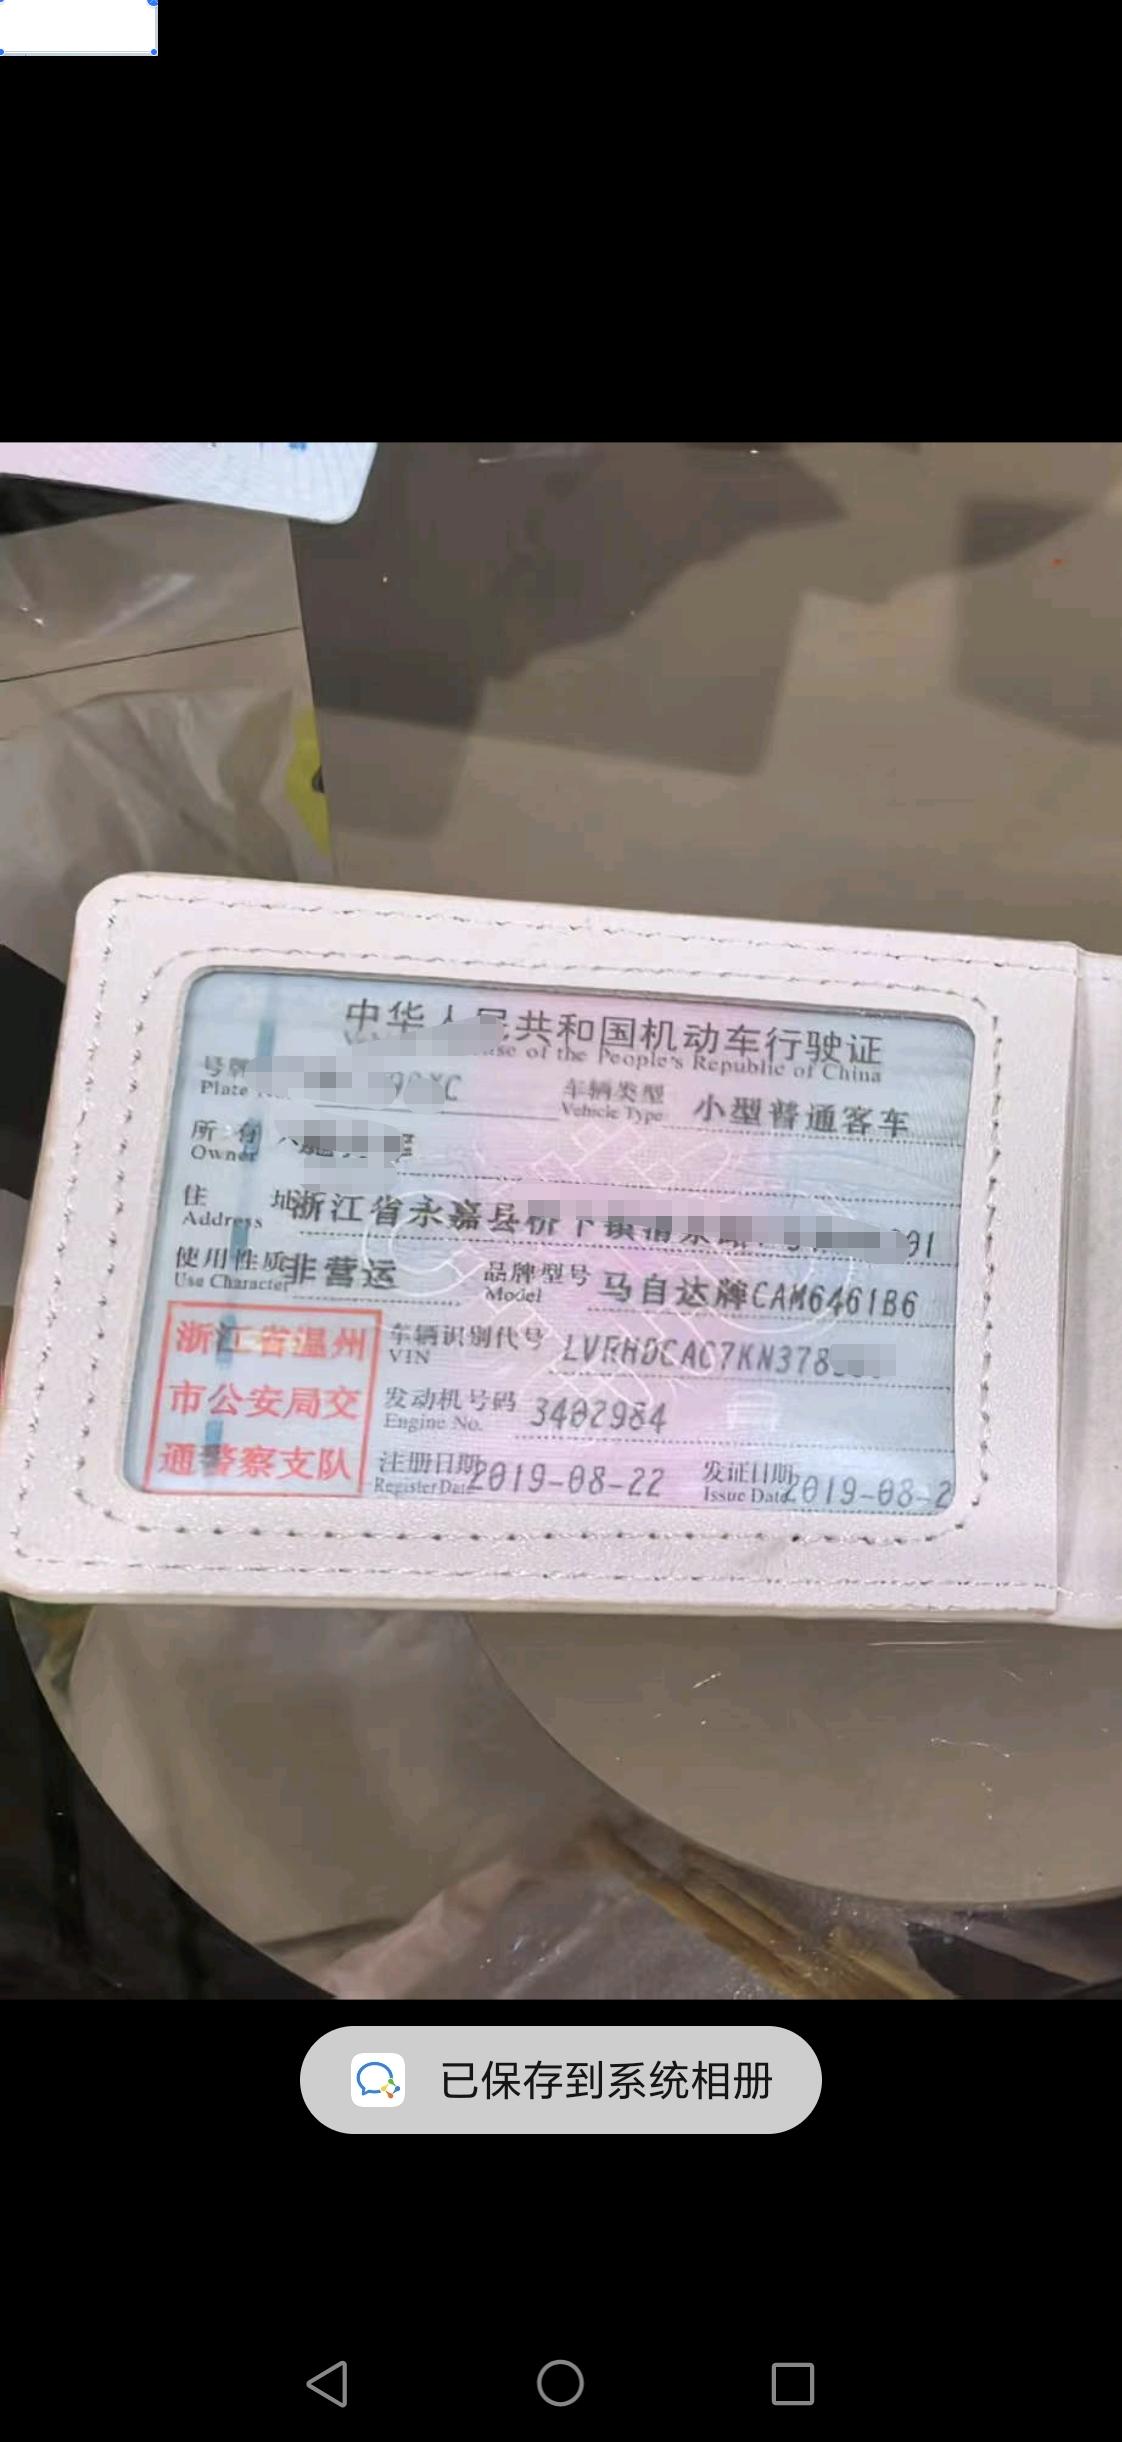 中华人民共和国机动车行驶证
of the People's Republic of China
号牌
Plate
车辆类型 小型普通客车
Vehicle Type
所有
Owner
住址 浙江省永嘉县
Address
使用性质 非营运 品牌型号 马自达牌CAM6461B6
Use Character Model
浙江省温州
市公安局交
通警察支队
车辆识别代号 LVRHDCAC7KN378
VIN
发动机号码 3402984
Engine No.
注册日期 2019-08-22 发证日期 2019-08-2
Register Date Issue Date
已保存到系统相册